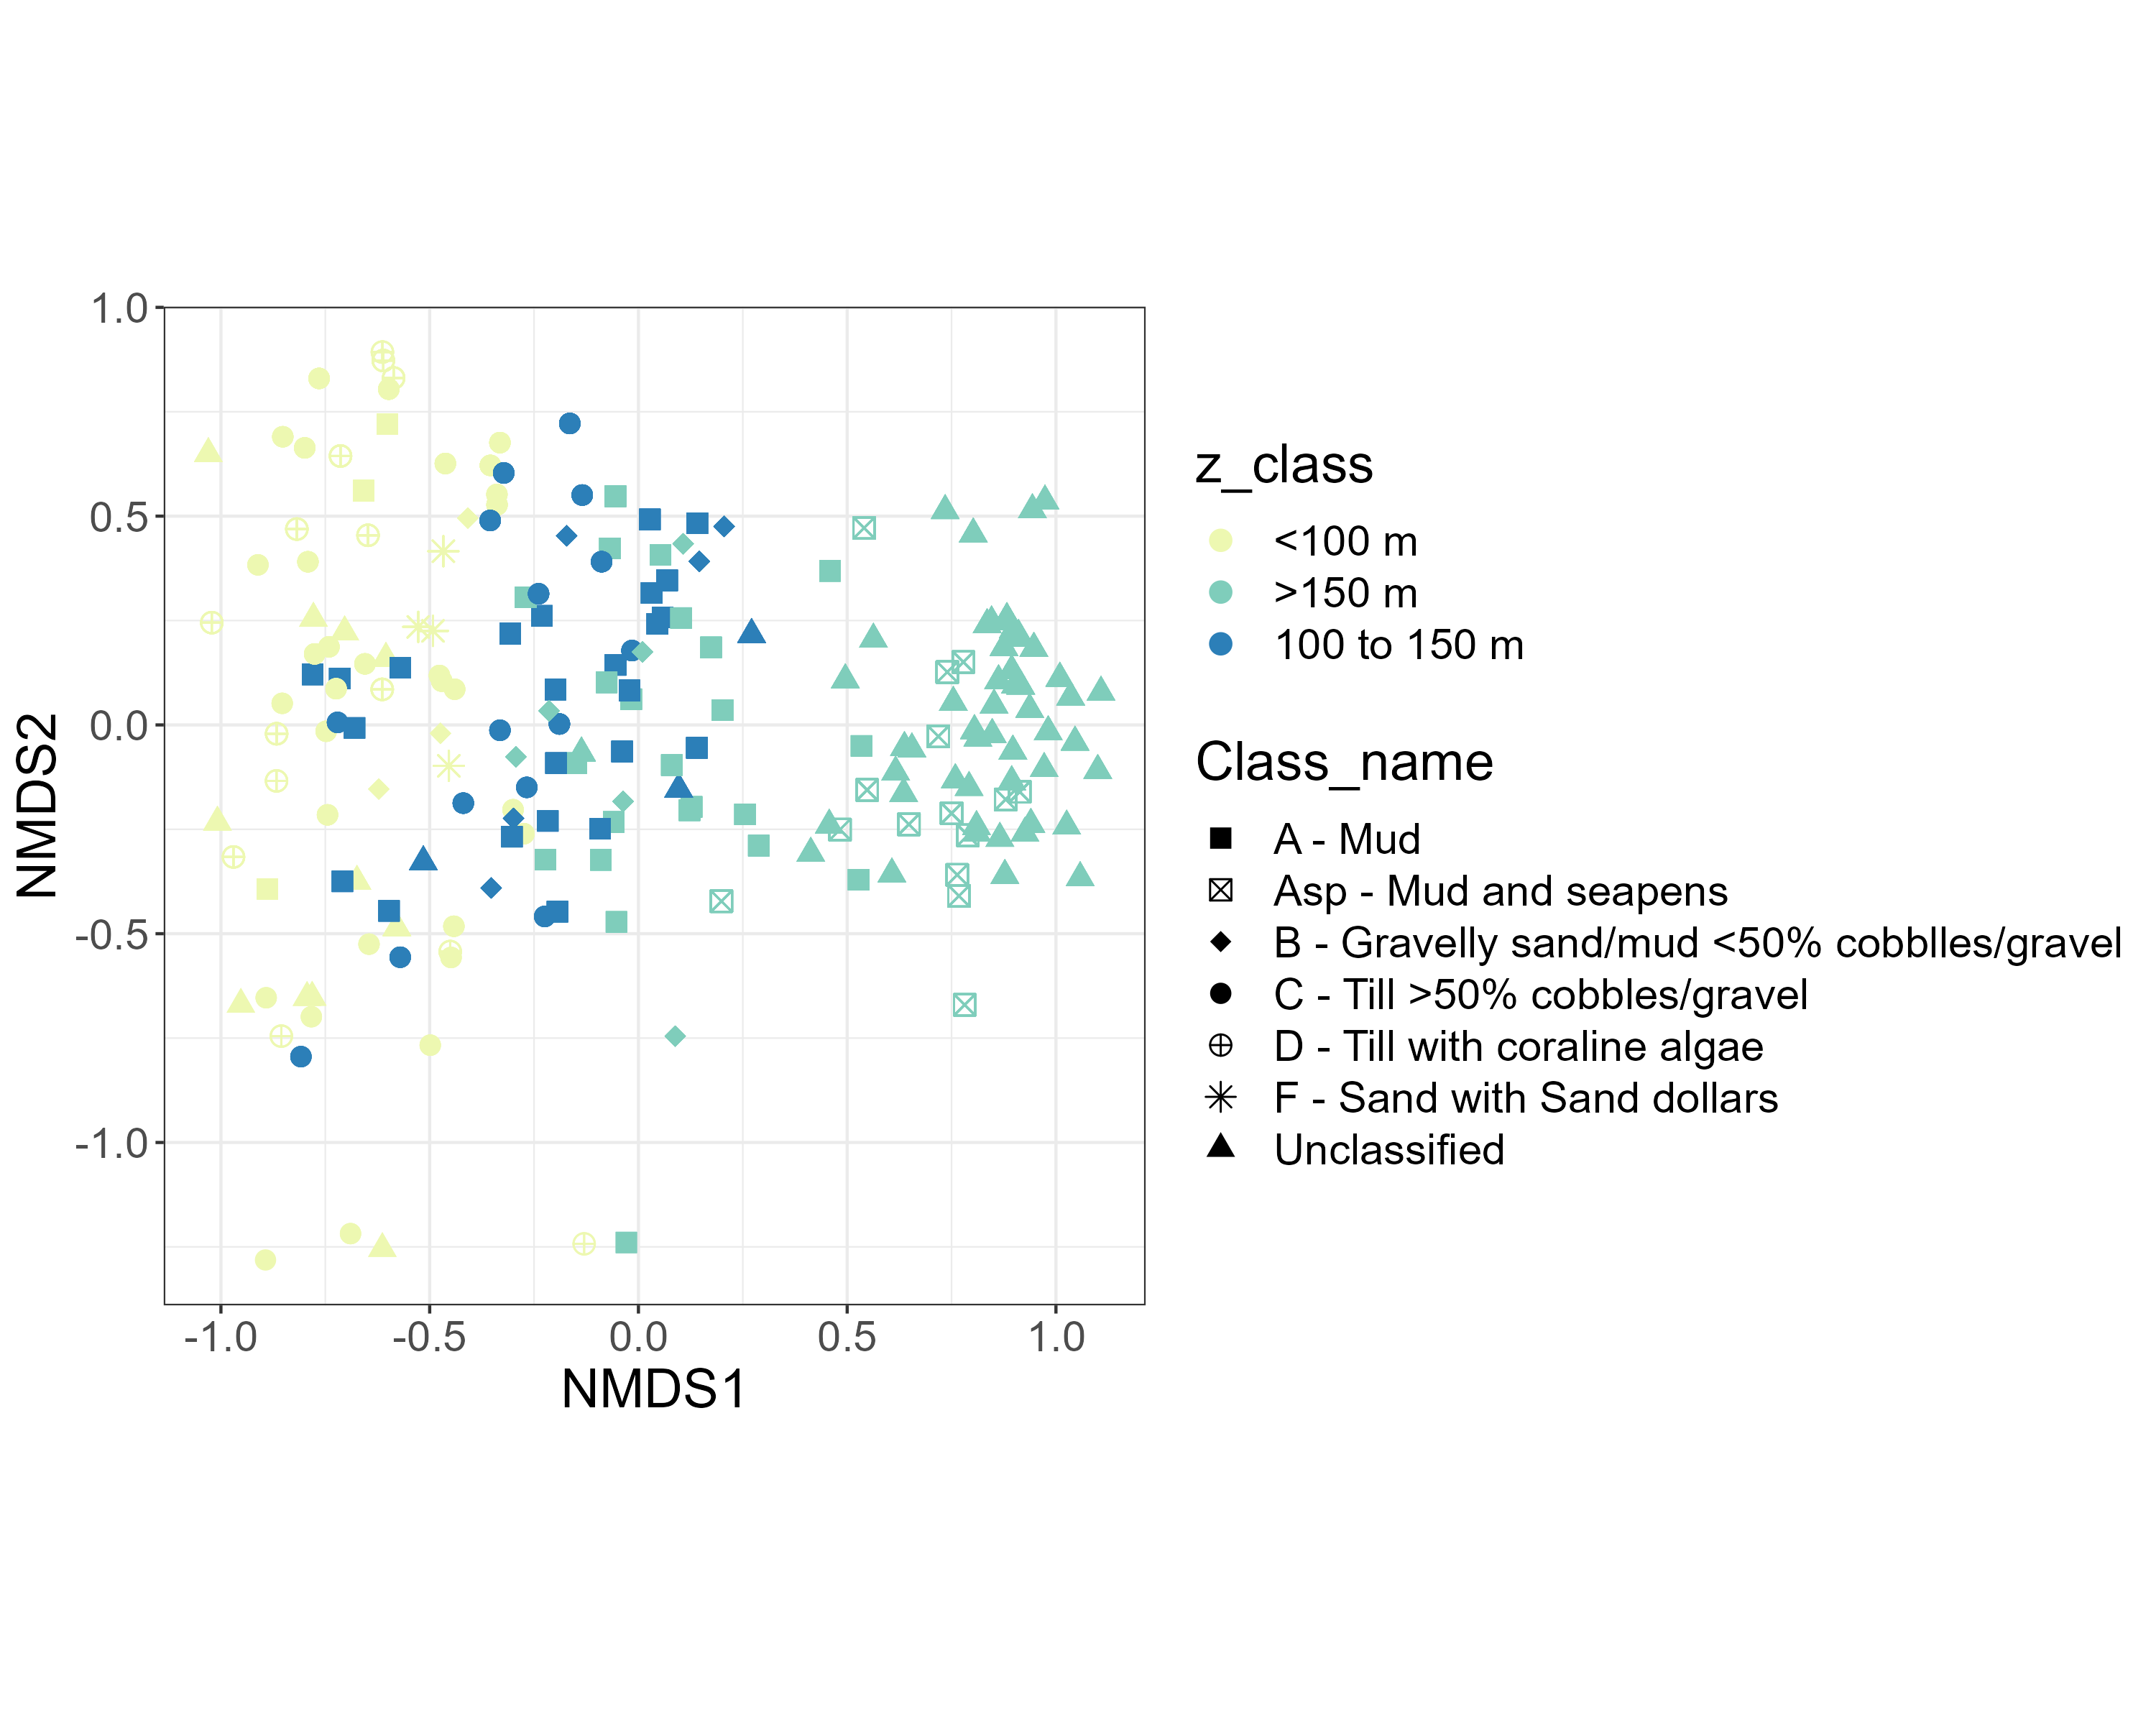 1.0
0.5
0.0
-0.5
-1.0
NMDS2
-1.0 -0.5 0.0 0.5 1.0
NMDS1
z_class
<100 m
>150 m
100 to 150 m
Class_name
A - Mud
Asp - Mud and seapens
B - Gravelly sand/mud <50% cobblles/gravel
C - Till >50% cobbles/gravel
D - Till with coraline algae
F - Sand with Sand dollars
Unclassified